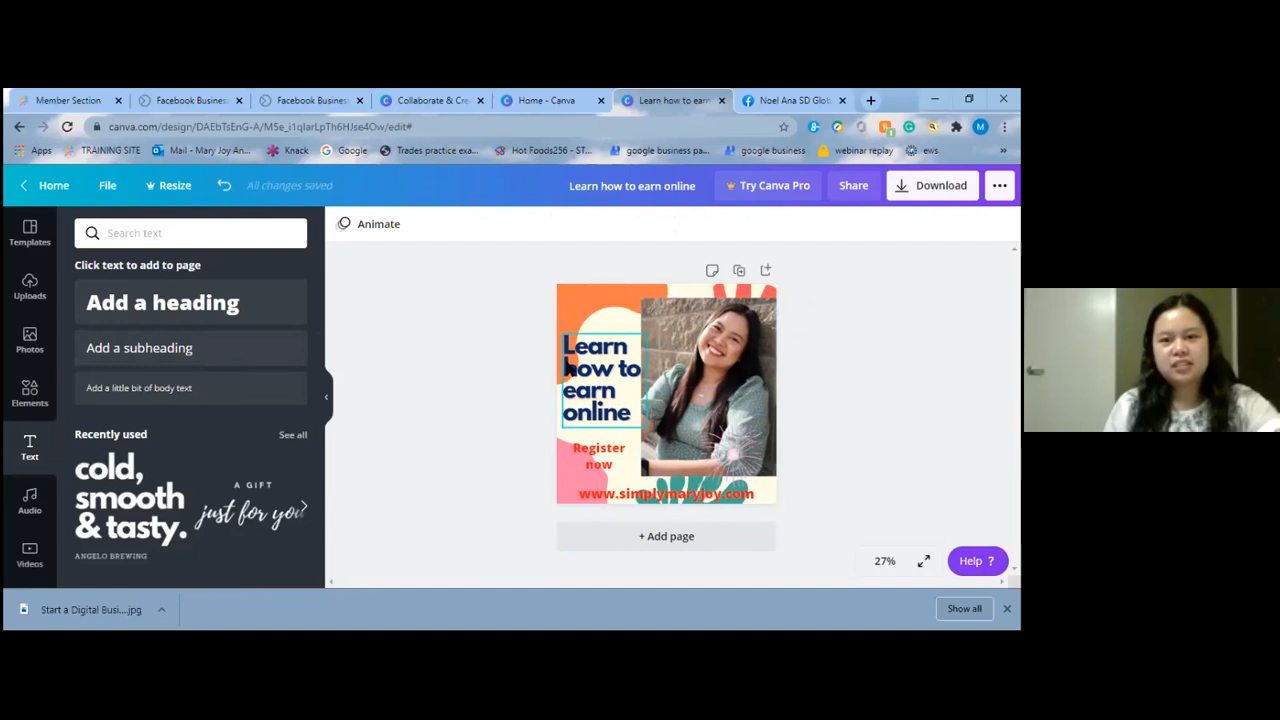 Member Section
Facebook Busines
Facebook Busines
Collaborate & Cre
Home - Canva
Learn how to earn
Noel Ana SD Glob
canva.com/design/DAEbTsEnG-A/M5e_i1qIarLpTh6HJse4Ow/edit#
Apps
TRAINING SITE
Mail - Mary Joy An...
Knack
Google
Trades practice exa...
Hot Foods256 - ST...
google business pa...
google business
webinar replay
ews
Home
File
Resize
All changes saved
Learn how to earn online
Try Canva Pro
Share
Download
Templates
Uploads
Photos
Elements
Text
Audio
Videos
Search text
Click text to add to page
Add a heading
Add a subheading
Add a little bit of body text
Recently used
See all
cold,
smooth
& tasty.
ANGELO BREWING
A GIFT
just for you
Animate
Learn
how to
earn
online
Register
now
www.simplymaryjoy.com
+ Add page
27%
Help ?
Start a Digital Busi....jpg
Show all